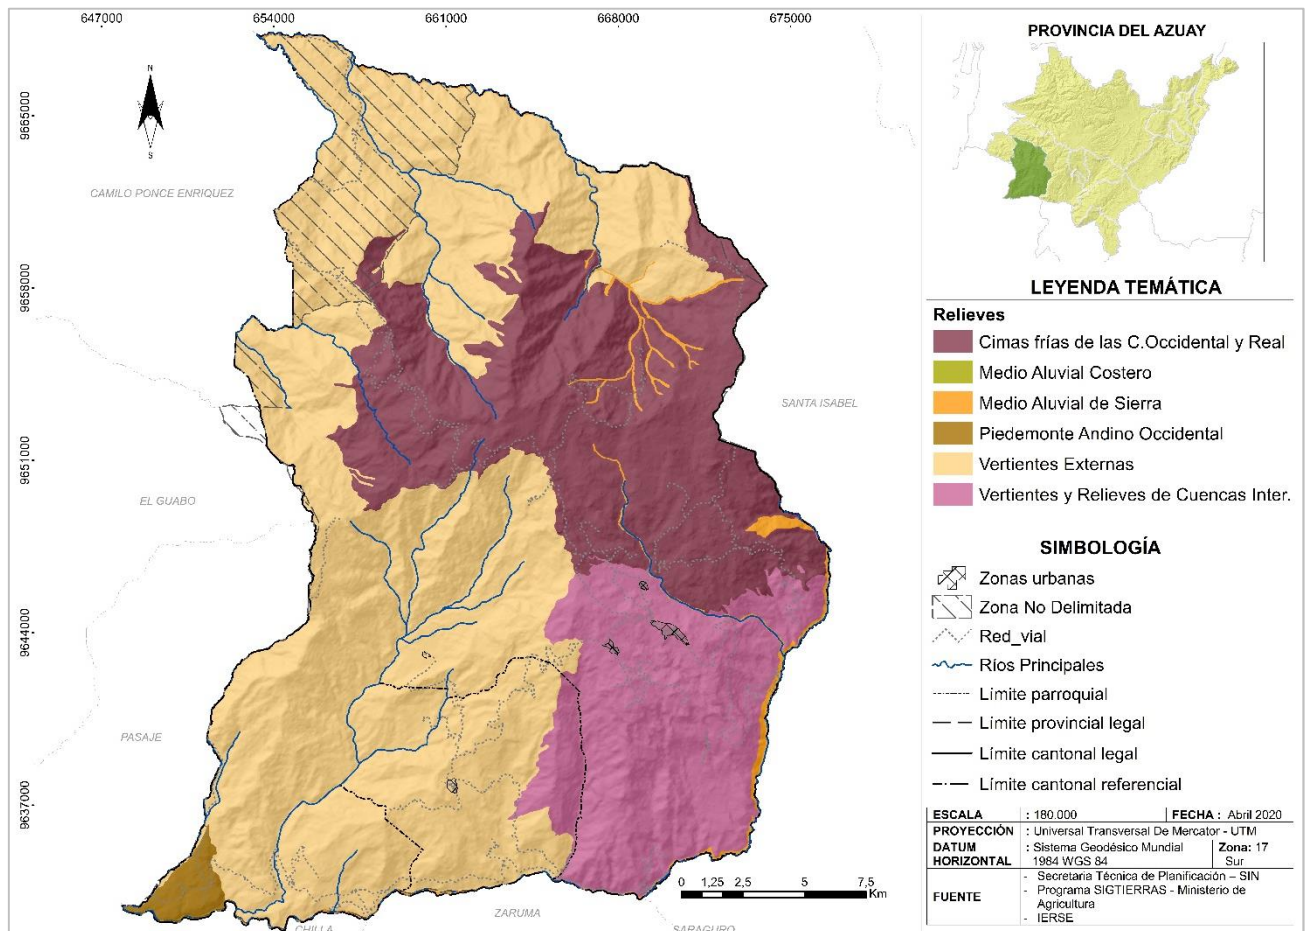 647000
654000
661000
668000
675000
9665000
9658000
9651000
9644000
9637000
N
S
CAMILO PONCE ENRIQUEZ
SANTA ISABEL
EL GUABO
PASAJE
ZARUMA
CHILLA
SARAGURO
0 1,25 2,5 5 7,5
Km
PROVINCIA DEL AZUAY
LEYENDA TEMÁTICA
Relieves
Cimas frías de las C.Occidental y Real
Medio Aluvial Costero
Medio Aluvial de Sierra
Piedemonte Andino Occidental
Vertientes Externas
Vertientes y Relieves de Cuencas Inter.
SIMBOLOGÍA
Zonas urbanas
Zona No Delimitada
Red_vial
Ríos Principales
Límite parroquial
Límite provincial legal
Límite cantonal legal
Límite cantonal referencial
ESCALA : 180.000 FECHA : Abril 2020
PROYECCIÓN : Universal Transversal De Mercator - UTM
DATUM : Sistema Geodésico Mundial Zona: 17
HORIZONTAL 1984 WGS 84 Sur
FUENTE
- Secretaria Técnica de Planificación – SIN
- Programa SIGTIERRAS - Ministerio de
Agricultura
- IERSE